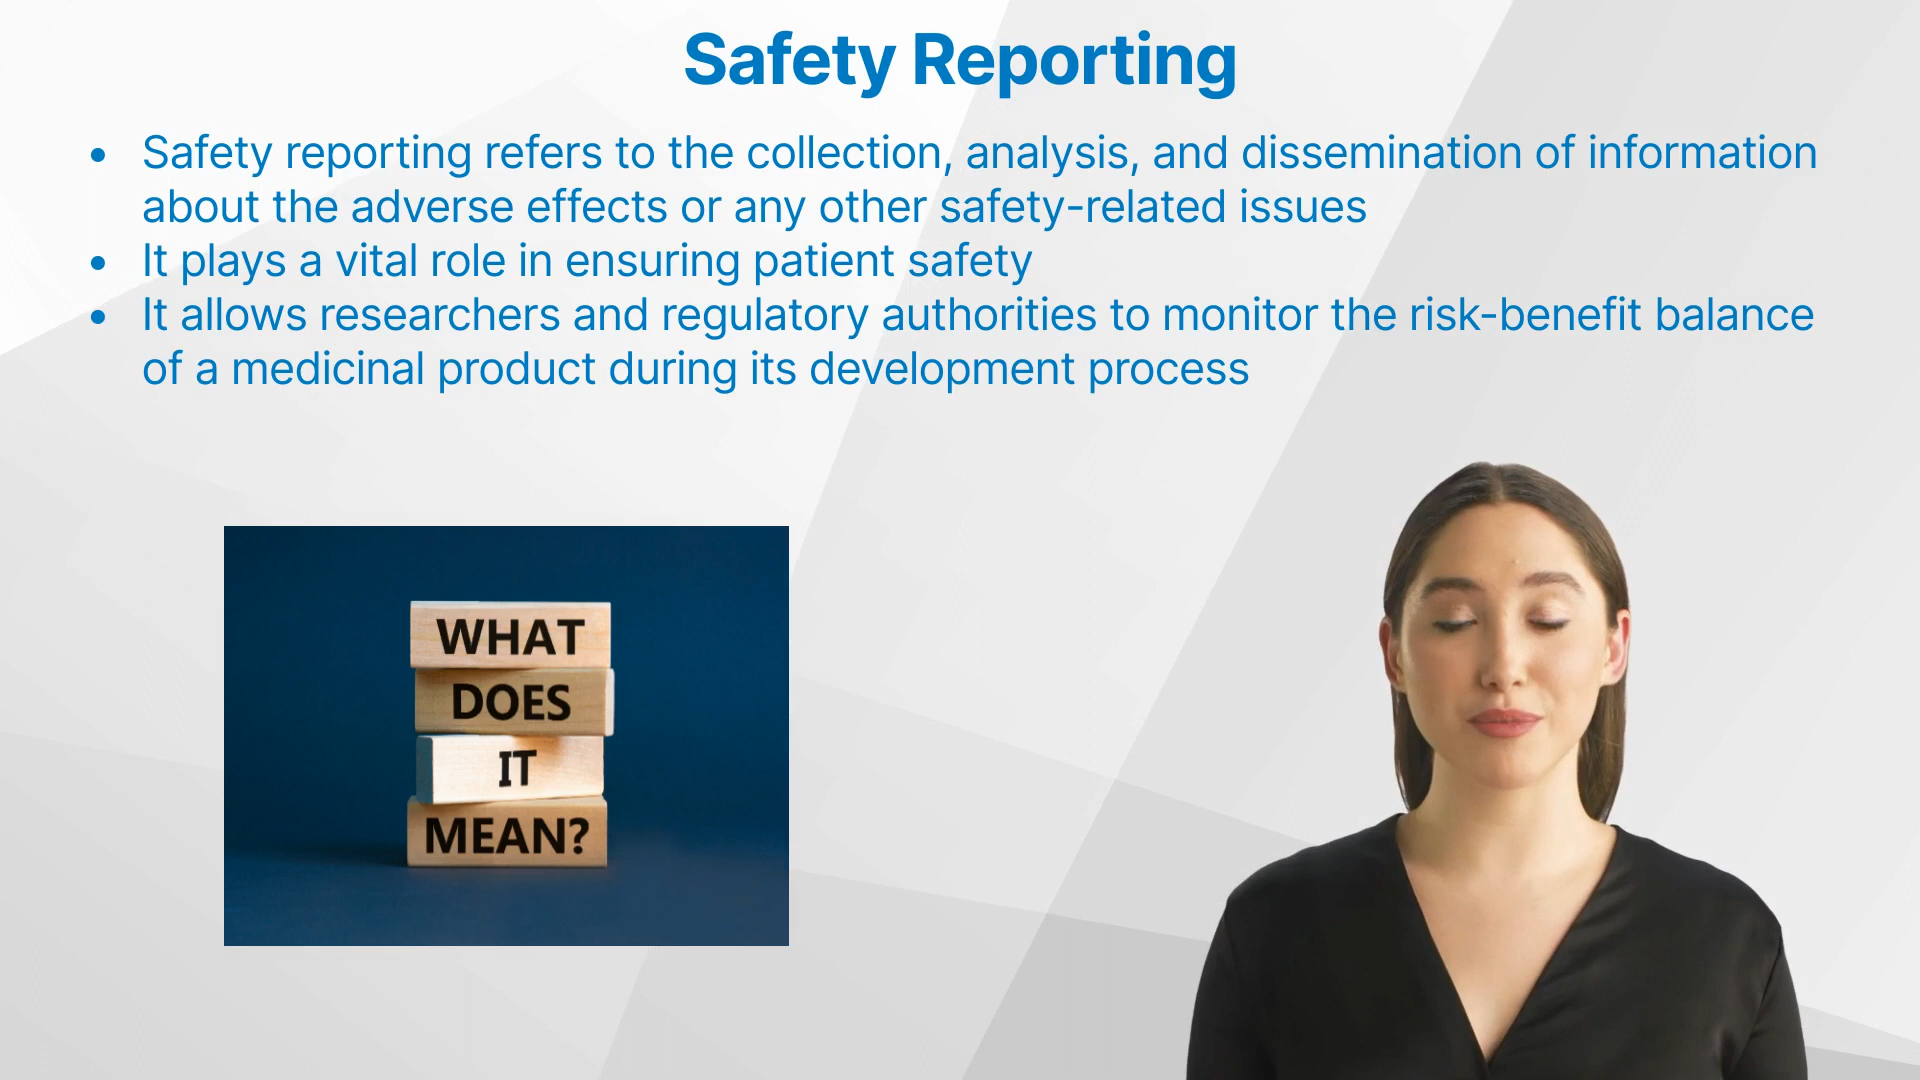 Safety Reporting
• Safety reporting refers to the collection, analysis, and dissemination of information
about the adverse effects or any other safety-related issues
• It plays a vital role in ensuring patient safety
• It allows researchers and regulatory authorities to monitor the risk-benefit balance
of a medicinal product during its development process
WHAT
DOES
IT
MEAN?